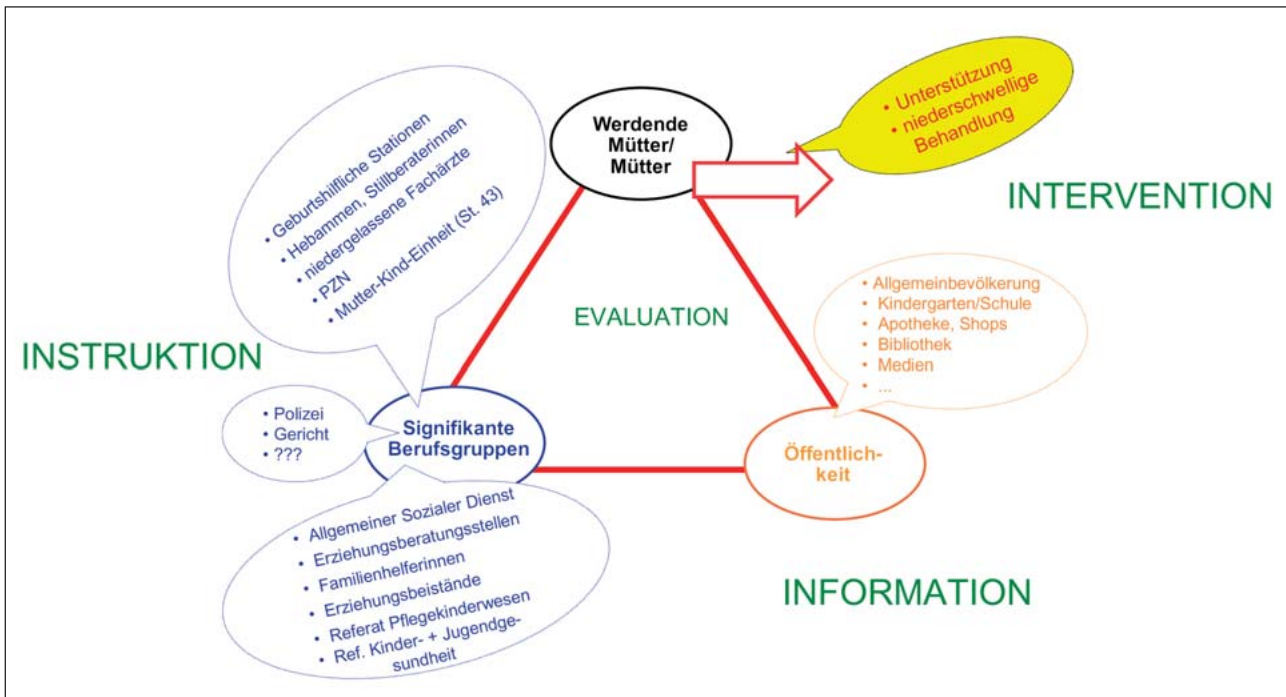 Werdende
Mütter/
Mütter
• Unterstützung
• niederschwellige
Behandlung
INTERVENTION
• Geburtshilfliche Stationen
• Hebammen, Stillberaterinnen
• niedergelassene Fachärzte
• PZN
• Mutter-Kind-Einheit (St. 43)
EVALUATION
• Allgemeinbevölkerung
• Kindergarten/Schule
• Apotheke, Shops
• Bibliothek
• Medien
• ...
INSTRUKTION
• Polizei
• Gericht
• ???
Signifikante
Berufsgruppen
Öffentlich-
keit
• Allgemeiner Sozialer Dienst
• Erziehungsberatungsstellen
• Familienhelferinnen
• Erziehungsbeistände
• Referat Pflegekinderwesen
• Ref. Kinder- + Jugendge-
sundheit
INFORMATION